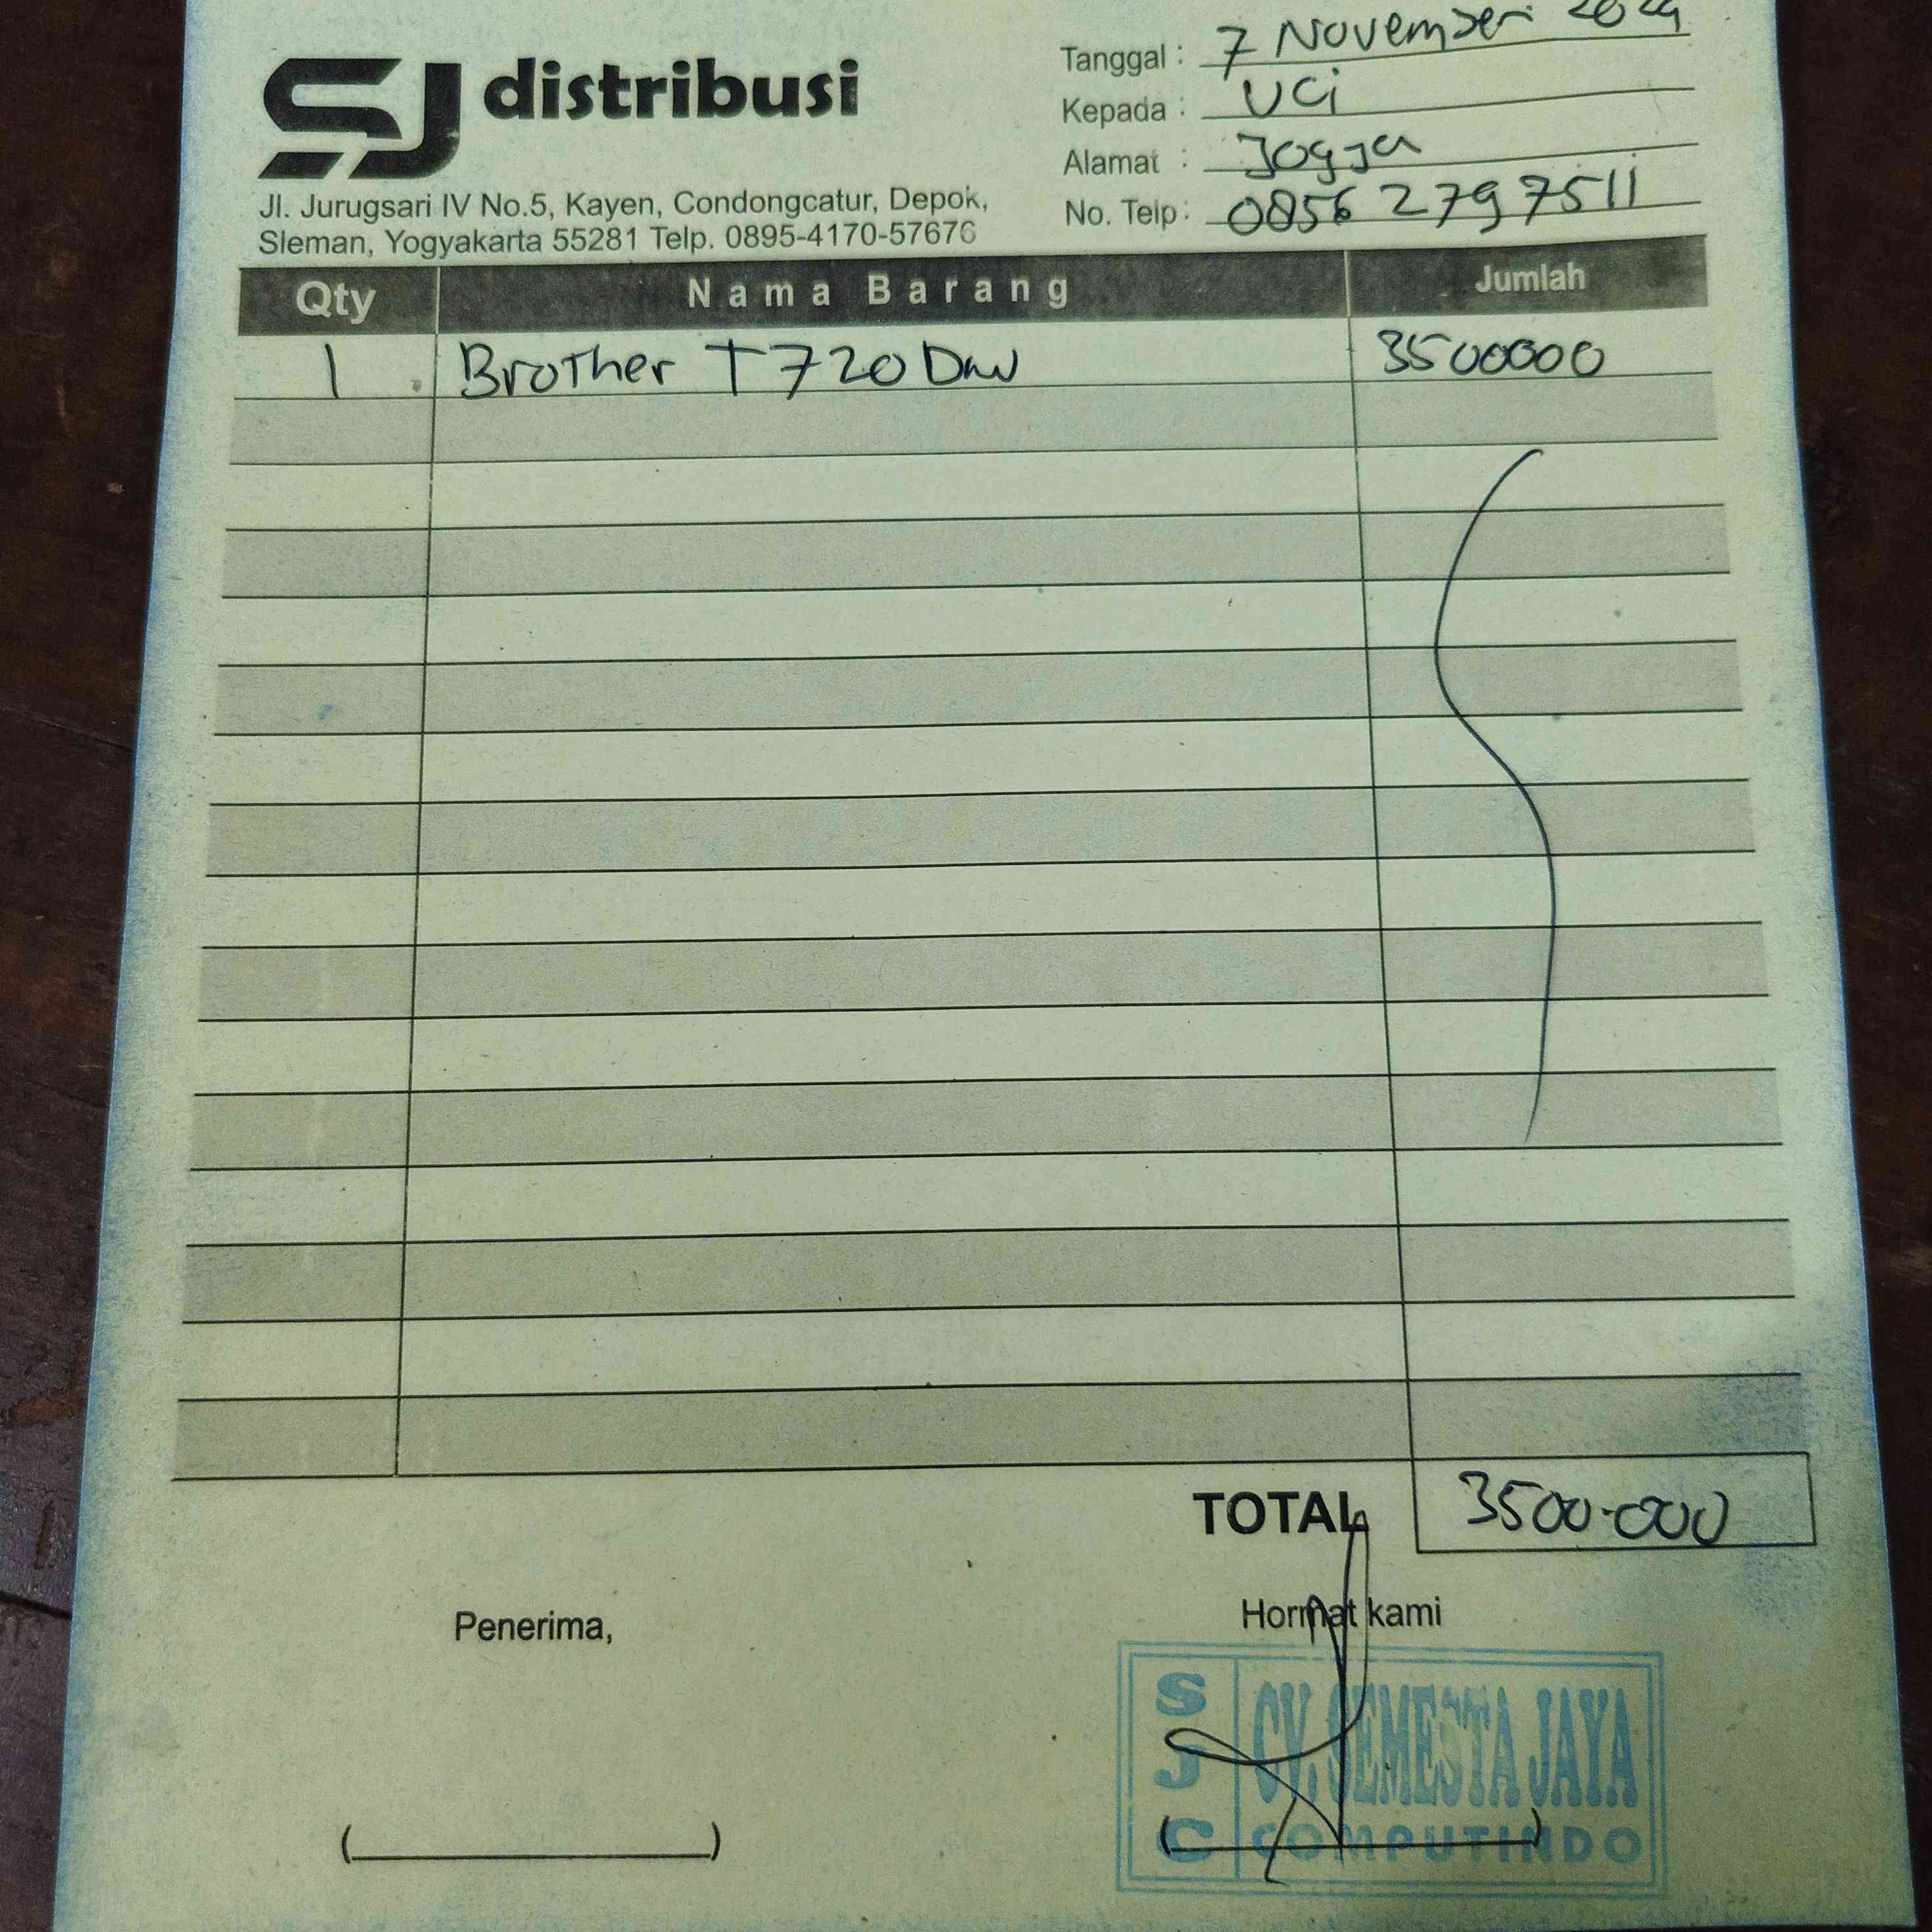 SJ distribusi
Jl. Jurugsari IV No.5, Kayen, Condongcatur, Depok,
Sleman, Yogyakarta 55281 Telp. 0895-4170-57676
Tanggal : 7 November 2024
Kepada : Uci
Alamat : Jogja
No. Telp : 0856 2797511
Qty Nama Barang Jumlah
1 Brother T720DW 3500000
TOTAL 3500.000
Penerima, Hormat kami
SJC CV. SEMESTA JAYA
COMPUTINDO